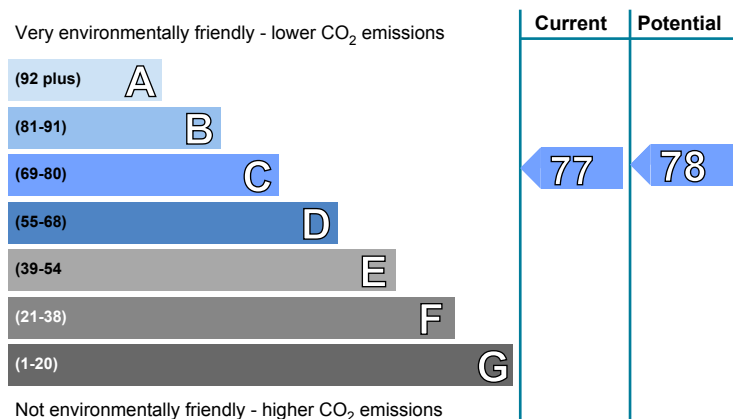 Very environmentally friendly - lower CO₂ emissions
Current Potential
(92 plus) A
(81-91) B
(69-80) C
77 78
(55-68) D
(39-54 E
(21-38) F
(1-20) G
Not environmentally friendly - higher CO₂ emissions